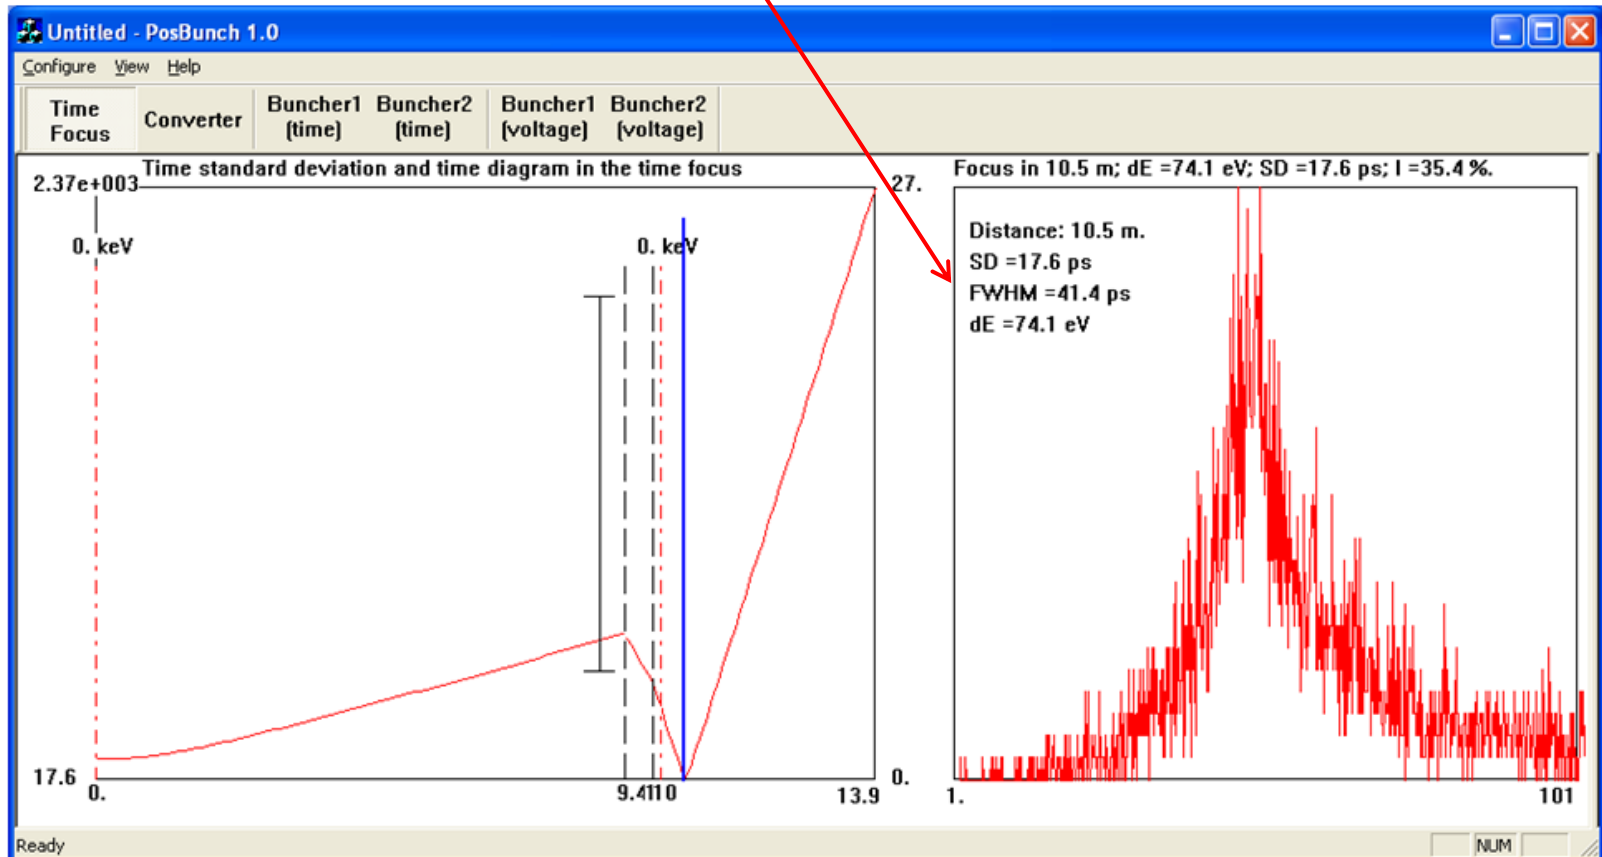 Untitled - PosBunch 1.0
Configure View Help
Time Focus
Converter
Buncher1 (time)
Buncher2 (time)
Buncher1 (voltage)
Buncher2 (voltage)
Time standard deviation and time diagram in the time focus
2.37e+003
27.
0. keV
0. keV
17.6
0.
0.
9.4110
13.9
Focus in 10.5 m; dE =74.1 eV; SD =17.6 ps; I =35.4 %.
Distance: 10.5 m.
SD =17.6 ps
FWHM =41.4 ps
dE =74.1 eV
1.
101
Ready
NUM